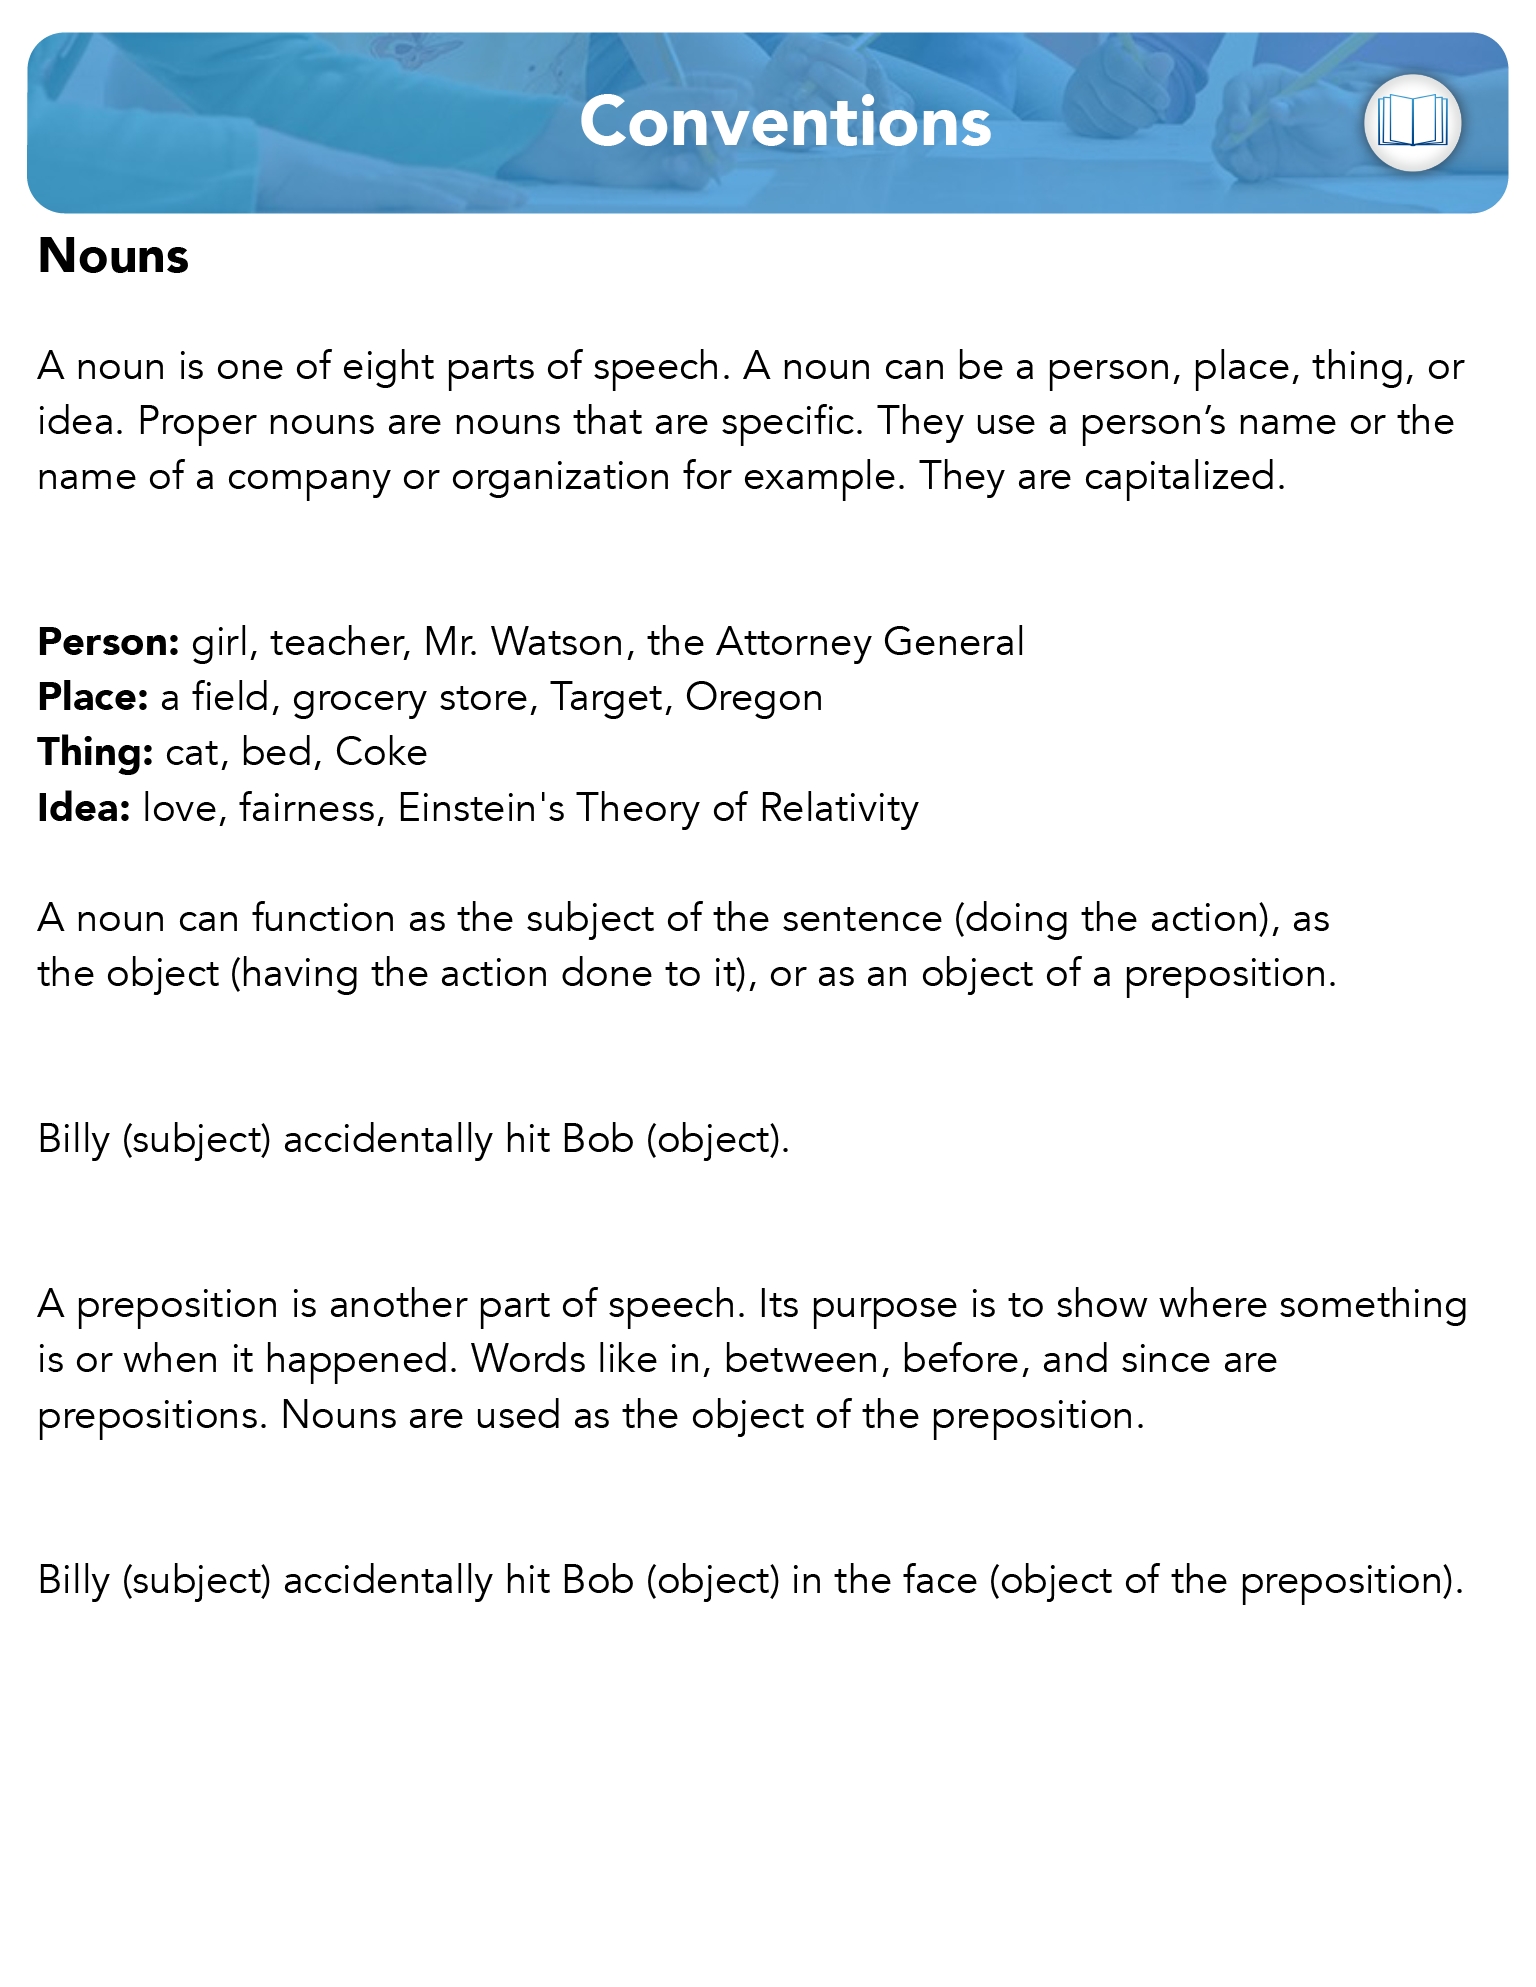 Conventions
Nouns
A noun is one of eight parts of speech. A noun can be a person, place, thing, or
idea. Proper nouns are nouns that are specific. They use a person’s name or the
name of a company or organization for example. They are capitalized.
Person: girl, teacher, Mr. Watson, the Attorney General
Place: a field, grocery store, Target, Oregon
Thing: cat, bed, Coke
Idea: love, fairness, Einstein's Theory of Relativity
A noun can function as the subject of the sentence (doing the action), as
the object (having the action done to it), or as an object of a preposition.
Billy (subject) accidentally hit Bob (object).
A preposition is another part of speech. Its purpose is to show where something
is or when it happened. Words like in, between, before, and since are
prepositions. Nouns are used as the object of the preposition.
Billy (subject) accidentally hit Bob (object) in the face (object of the preposition).